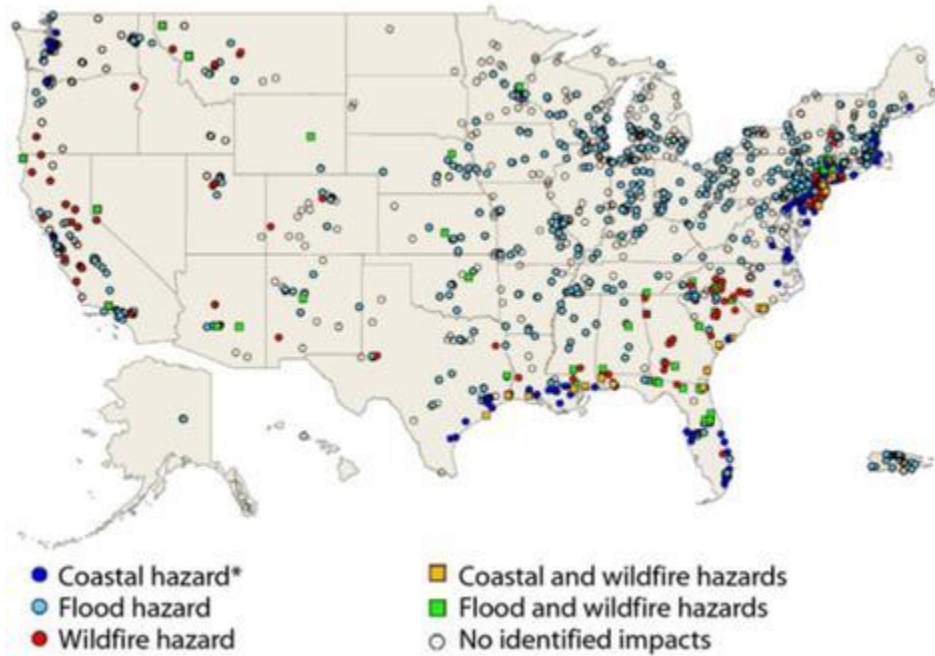 Coastal hazard*
Flood hazard
Wildfire hazard
Coastal and wildfire hazards
Flood and wildfire hazards
No identified impacts